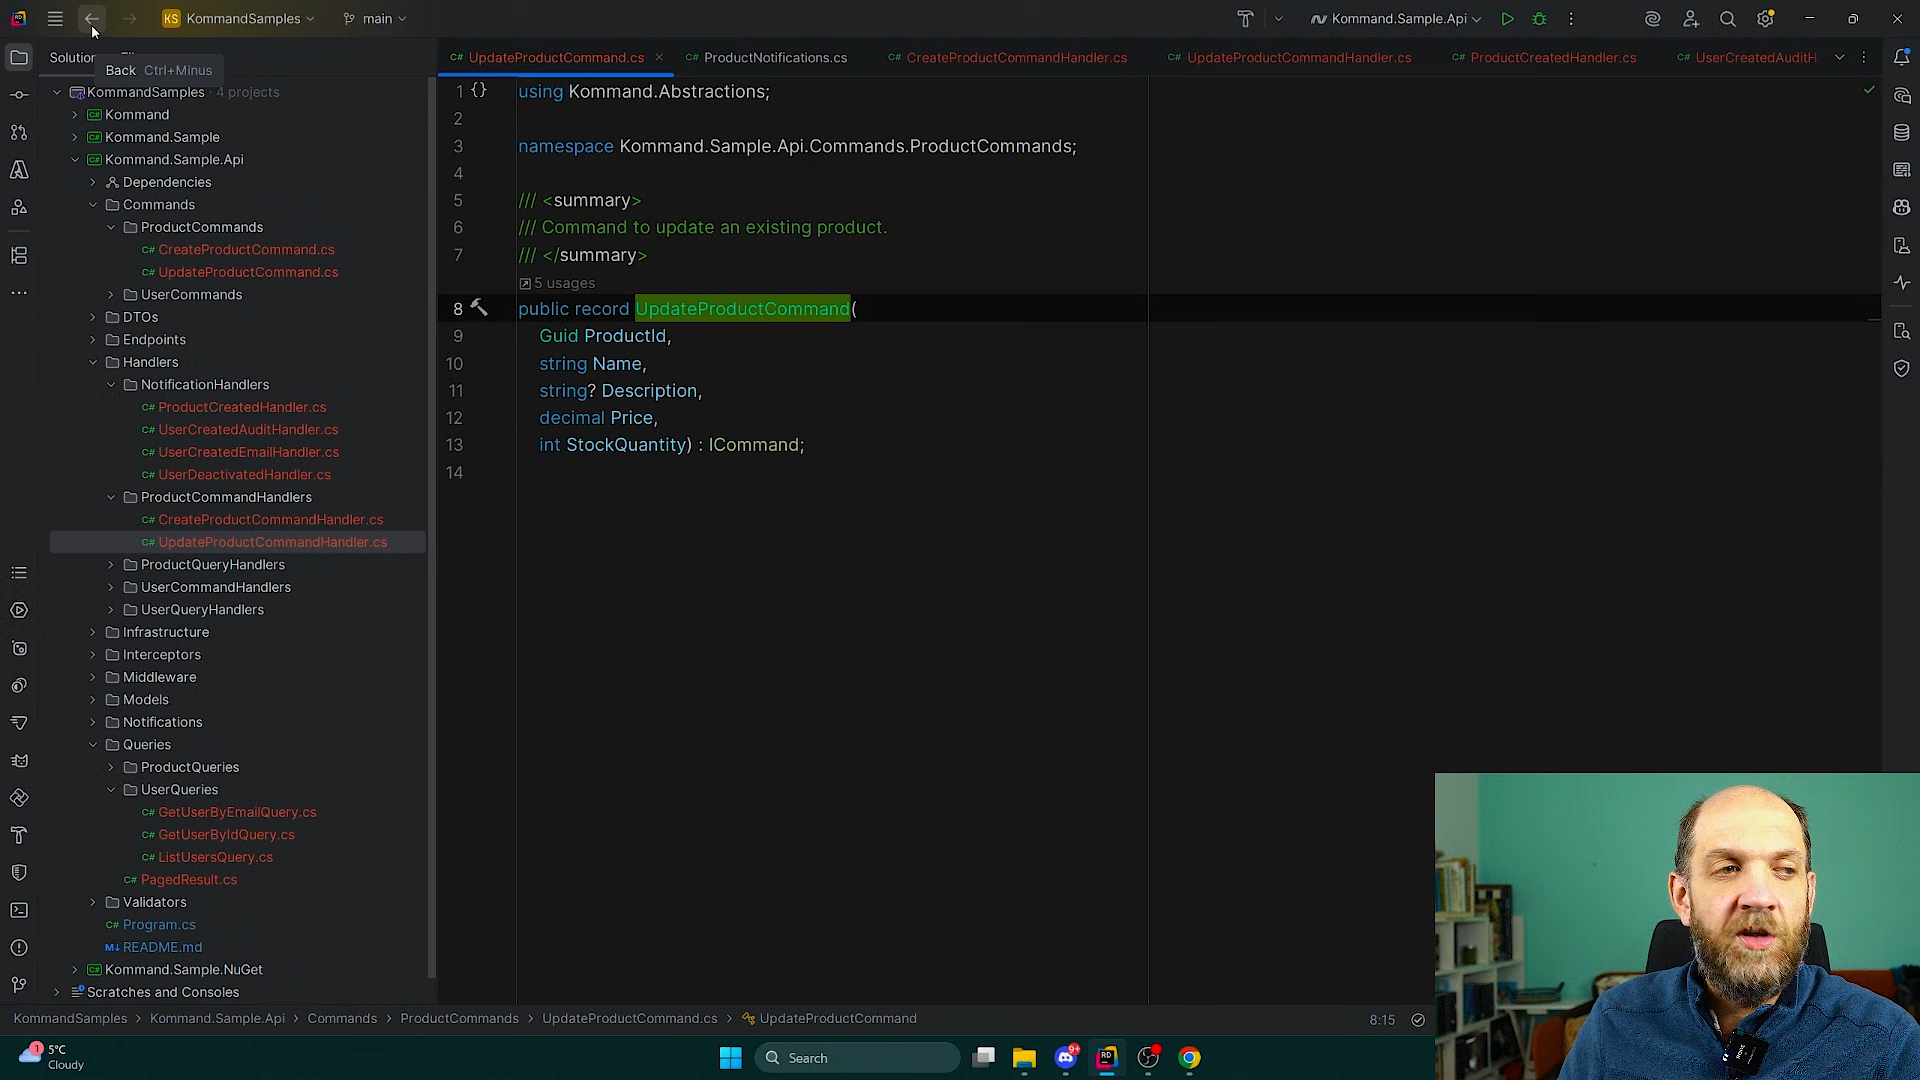 KS KommandSamples
main
Kommand.Sample.Api
Solution
Back Ctrl+Minus
UpdateProductCommand.cs
ProductNotifications.cs
CreateProductCommandHandler.cs
UpdateProductCommandHandler.cs
ProductCreatedHandler.cs
UserCreatedAuditH
KommandSamples · 4 projects
Kommand
Kommand.Sample
Kommand.Sample.Api
Dependencies
Commands
ProductCommands
C# CreateProductCommand.cs
C# UpdateProductCommand.cs
UserCommands
DTOs
Endpoints
Handlers
NotificationHandlers
C# ProductCreatedHandler.cs
C# UserCreatedAuditHandler.cs
C# UserCreatedEmailHandler.cs
C# UserDeactivatedHandler.cs
ProductCommandHandlers
C# CreateProductCommandHandler.cs
C# UpdateProductCommandHandler.cs
ProductQueryHandlers
UserCommandHandlers
UserQueryHandlers
Infrastructure
Interceptors
Middleware
Models
Notifications
Queries
ProductQueries
UserQueries
C# GetUserByEmailQuery.cs
C# GetUserByIdQuery.cs
C# ListUsersQuery.cs
C# PagedResult.cs
Validators
C# Program.cs
M↓ README.md
Kommand.Sample.NuGet
Scratches and Consoles
1 {} using Kommand.Abstractions;
2
3 namespace Kommand.Sample.Api.Commands.ProductCommands;
4
5 /// <summary>
6 /// Command to update an existing product.
7 /// </summary>
5 usages
8 public record UpdateProductCommand(
9 Guid ProductId,
10 string Name,
11 string? Description,
12 decimal Price,
13 int StockQuantity) : ICommand;
14
KommandSamples > Kommand.Sample.Api > Commands > ProductCommands > UpdateProductCommand.cs > UpdateProductCommand
8:15
1
5°C
Cloudy
Search
9+
RD